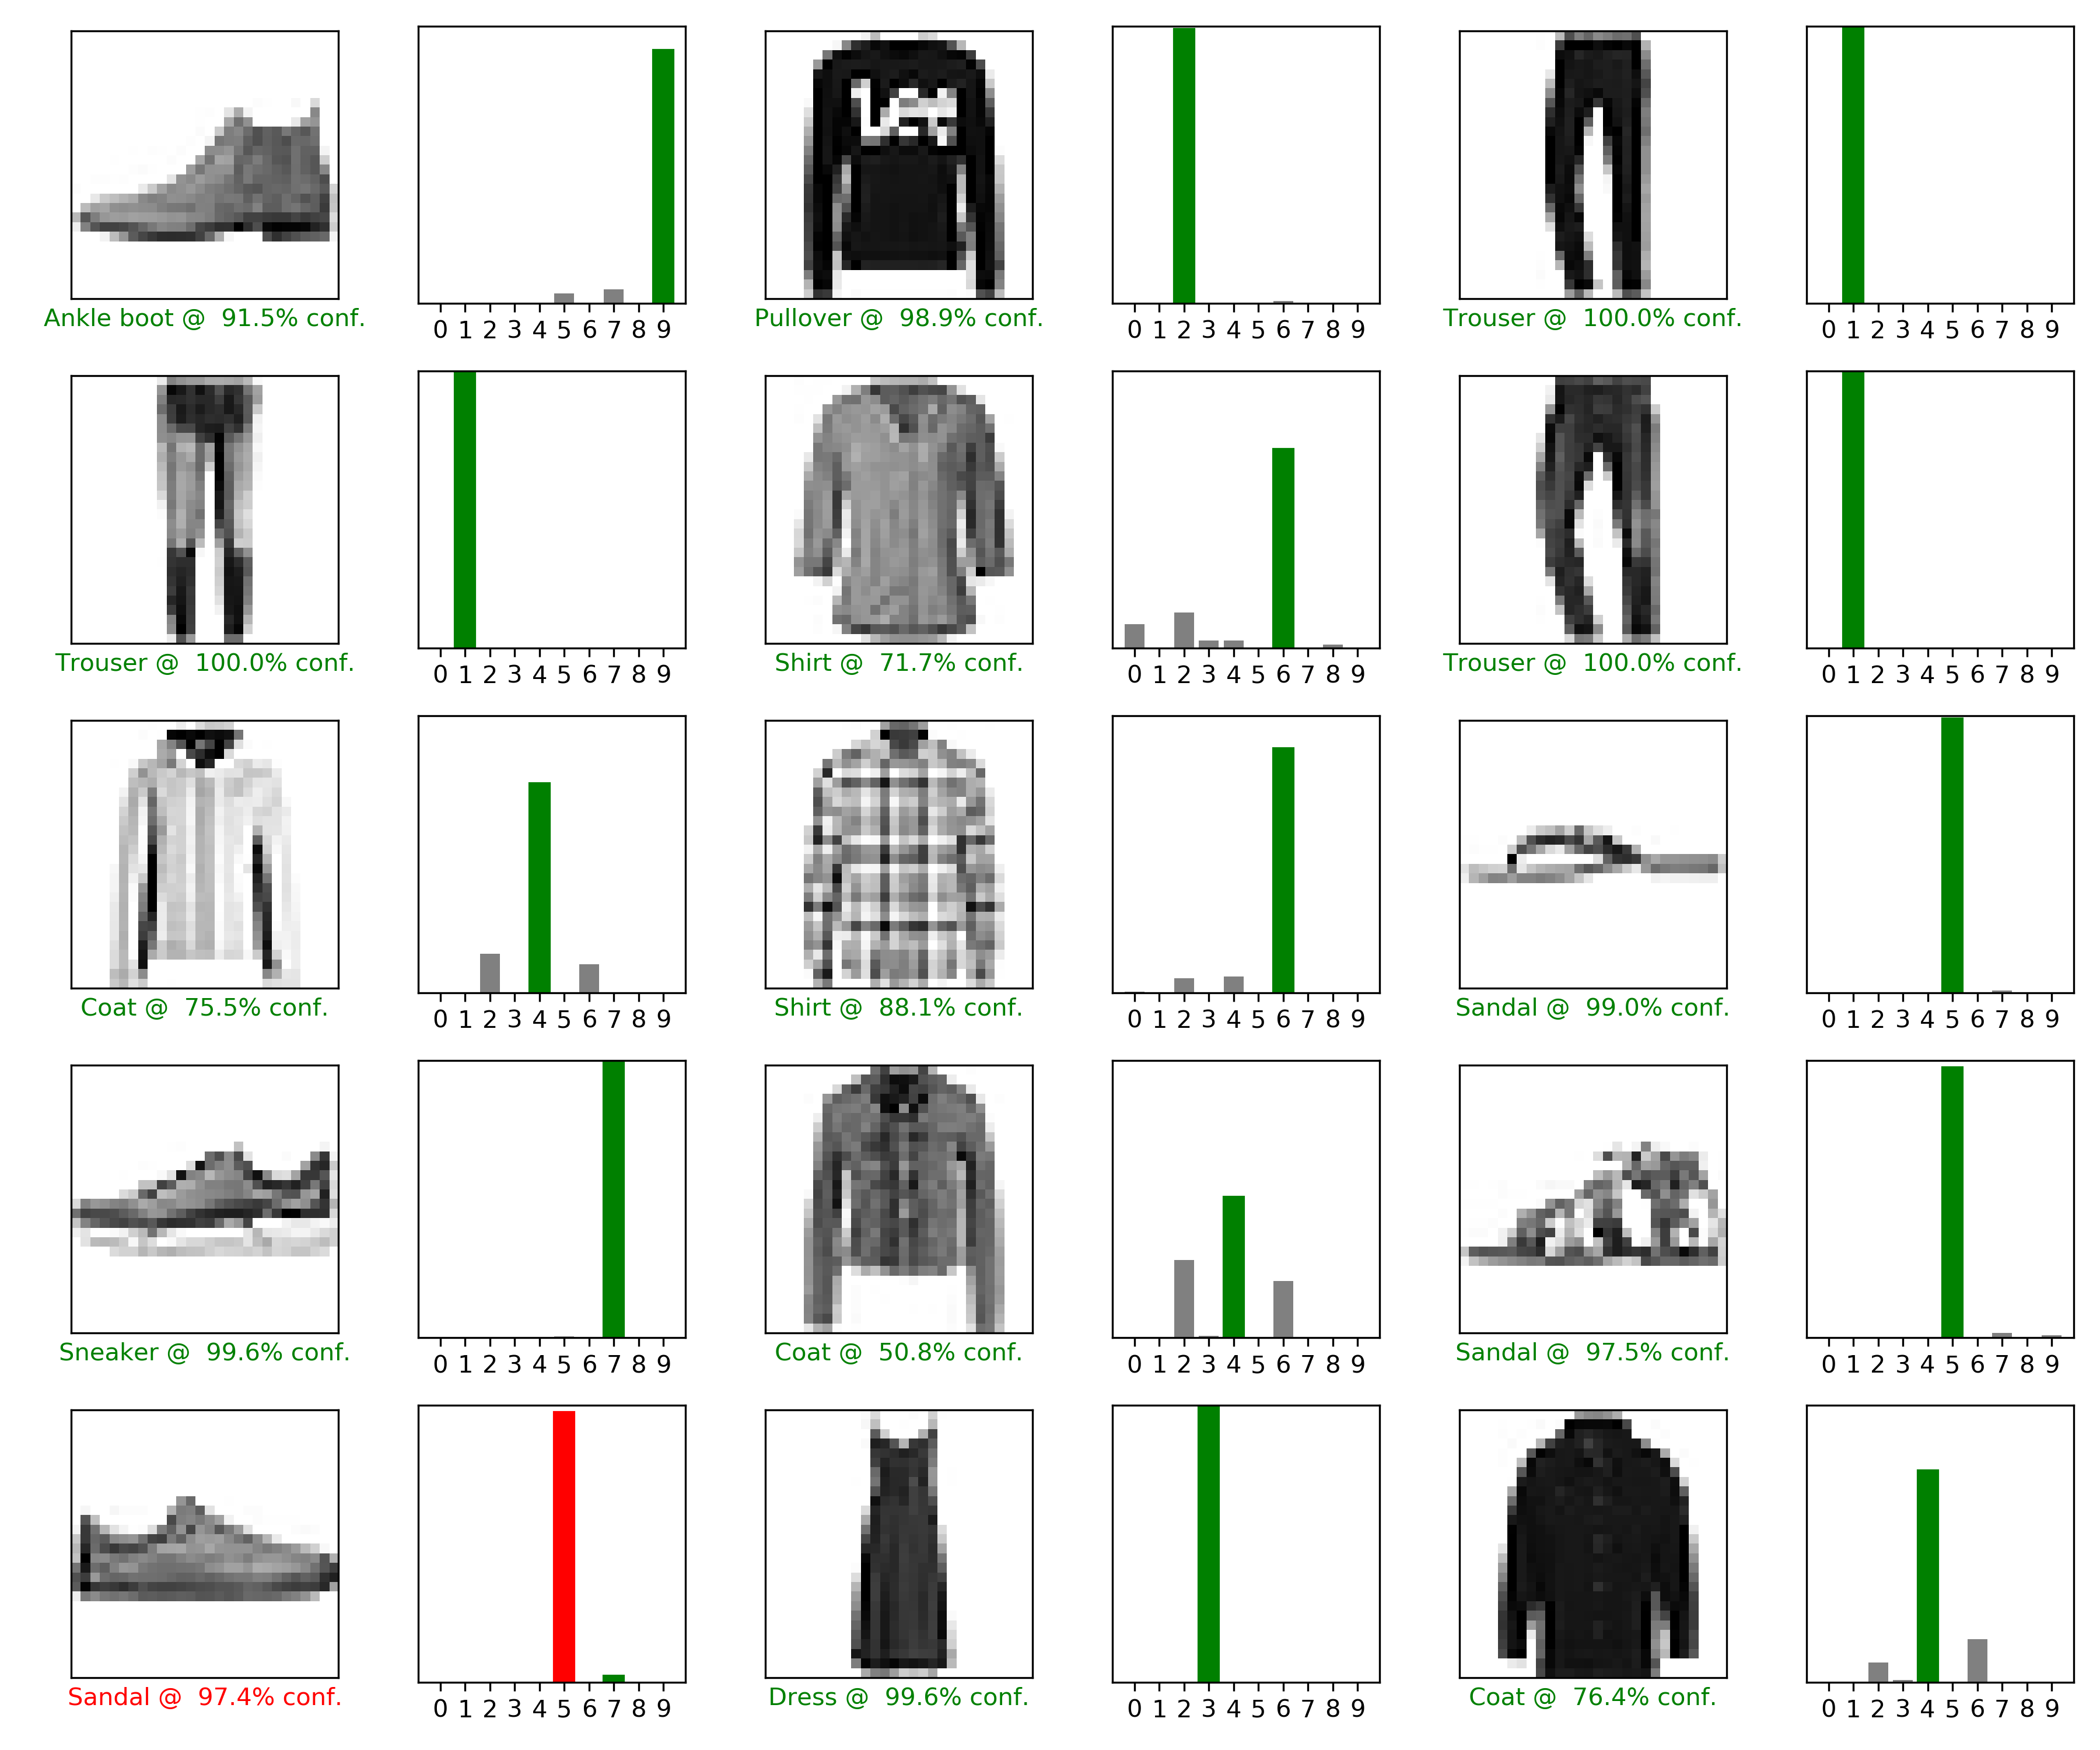 Ankle boot @  91.5% conf.
0 1 2 3 4 5 6 7 8 9
Pullover @  98.9% conf.
0 1 2 3 4 5 6 7 8 9
Trouser @  100.0% conf.
0 1 2 3 4 5 6 7 8 9
Trouser @  100.0% conf.
0 1 2 3 4 5 6 7 8 9
Shirt @  71.7% conf.
0 1 2 3 4 5 6 7 8 9
Trouser @  100.0% conf.
0 1 2 3 4 5 6 7 8 9
Coat @  75.5% conf.
0 1 2 3 4 5 6 7 8 9
Shirt @  88.1% conf.
0 1 2 3 4 5 6 7 8 9
Sandal @  99.0% conf.
0 1 2 3 4 5 6 7 8 9
Sneaker @  99.6% conf.
0 1 2 3 4 5 6 7 8 9
Coat @  50.8% conf.
0 1 2 3 4 5 6 7 8 9
Sandal @  97.5% conf.
0 1 2 3 4 5 6 7 8 9
Sandal @  97.4% conf.
0 1 2 3 4 5 6 7 8 9
Dress @  99.6% conf.
0 1 2 3 4 5 6 7 8 9
Coat @  76.4% conf.
0 1 2 3 4 5 6 7 8 9